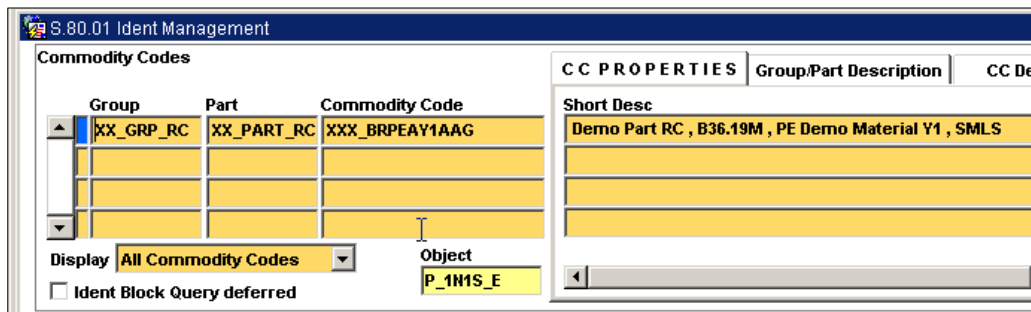 S.80.01 Ident Management
Commodity Codes
CC PROPERTIES Group/Part Description CC De
Group Part Commodity Code Short Desc
XX_GRP_RC XX_PART_RC XXX_BRPEAY1AAG Demo Part RC , B36.19M , PE Demo Material Y1 , SMLS
Display All Commodity Codes Object
P_1N1S_E
Ident Block Query deferred